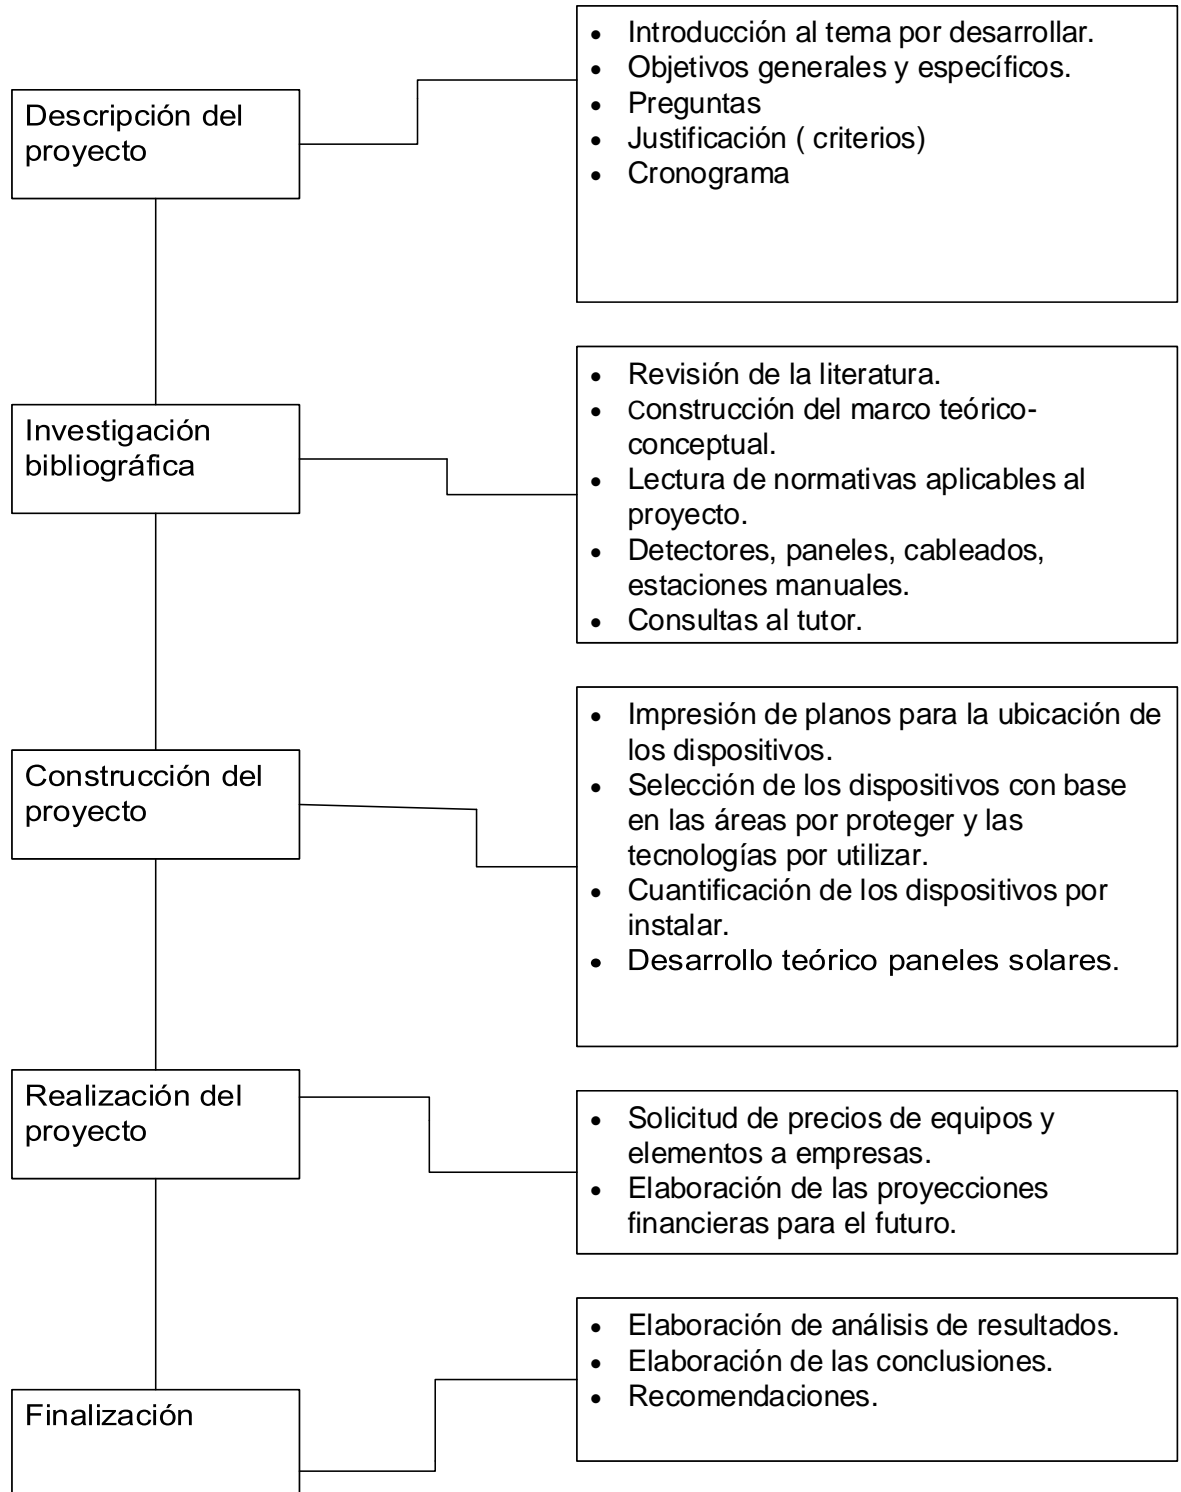 Descripción del
proyecto
• Introducción al tema por desarrollar.
• Objetivos generales y específicos.
• Preguntas
• Justificación ( criterios)
• Cronograma
Investigación
bibliográfica
• Revisión de la literatura.
• Construcción del marco teórico-
conceptual.
• Lectura de normativas aplicables al
proyecto.
• Detectores, paneles, cableados,
estaciones manuales.
• Consultas al tutor.
Construcción del
proyecto
• Impresión de planos para la ubicación de
los dispositivos.
• Selección de los dispositivos con base
en las áreas por proteger y las
tecnologías por utilizar.
• Cuantificación de los dispositivos por
instalar.
• Desarrollo teórico paneles solares.
Realización del
proyecto
• Solicitud de precios de equipos y
elementos a empresas.
• Elaboración de las proyecciones
financieras para el futuro.
Finalización
• Elaboración de análisis de resultados.
• Elaboración de las conclusiones.
• Recomendaciones.